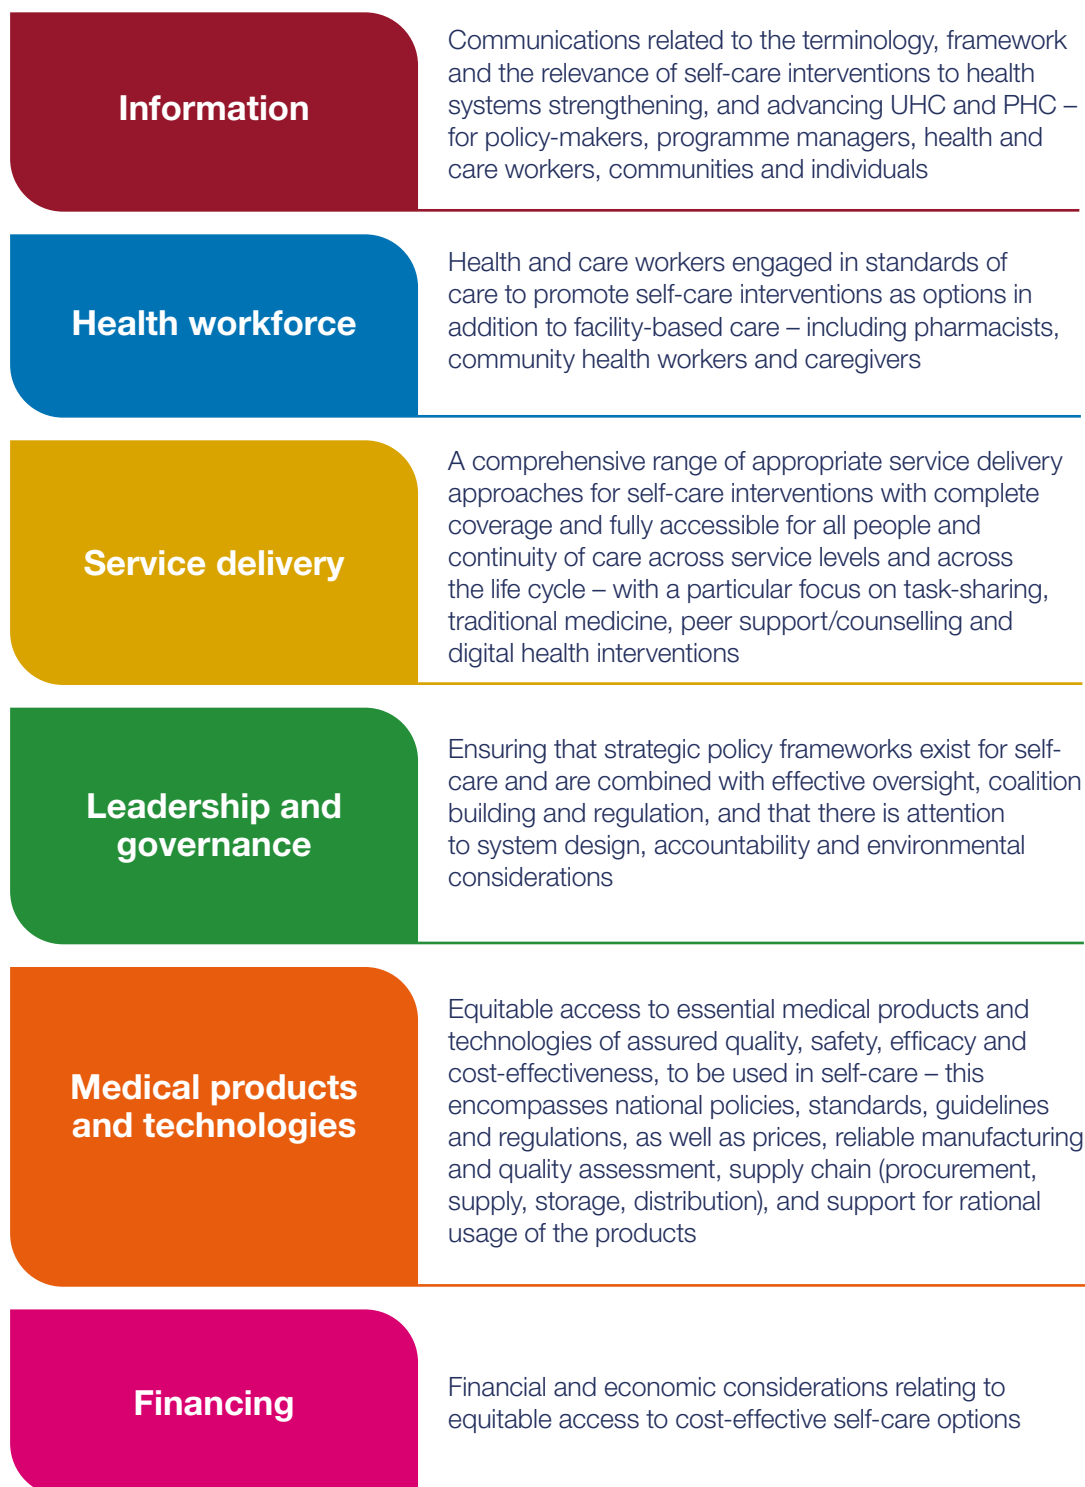 Information
Communications related to the terminology, framework
and the relevance of self-care interventions to health
systems strengthening, and advancing UHC and PHC –
for policy-makers, programme managers, health and
care workers, communities and individuals
Health workforce
Health and care workers engaged in standards of
care to promote self-care interventions as options in
addition to facility-based care – including pharmacists,
community health workers and caregivers
Service delivery
A comprehensive range of appropriate service delivery
approaches for self-care interventions with complete
coverage and fully accessible for all people and
continuity of care across service levels and across
the life cycle – with a particular focus on task-sharing,
traditional medicine, peer support/counselling and
digital health interventions
Leadership and
governance
Ensuring that strategic policy frameworks exist for self-
care and are combined with effective oversight, coalition
building and regulation, and that there is attention
to system design, accountability and environmental
considerations
Medical products
and technologies
Equitable access to essential medical products and
technologies of assured quality, safety, efficacy and
cost-effectiveness, to be used in self-care – this
encompasses national policies, standards, guidelines
and regulations, as well as prices, reliable manufacturing
and quality assessment, supply chain (procurement,
supply, storage, distribution), and support for rational
usage of the products
Financing
Financial and economic considerations relating to
equitable access to cost-effective self-care options